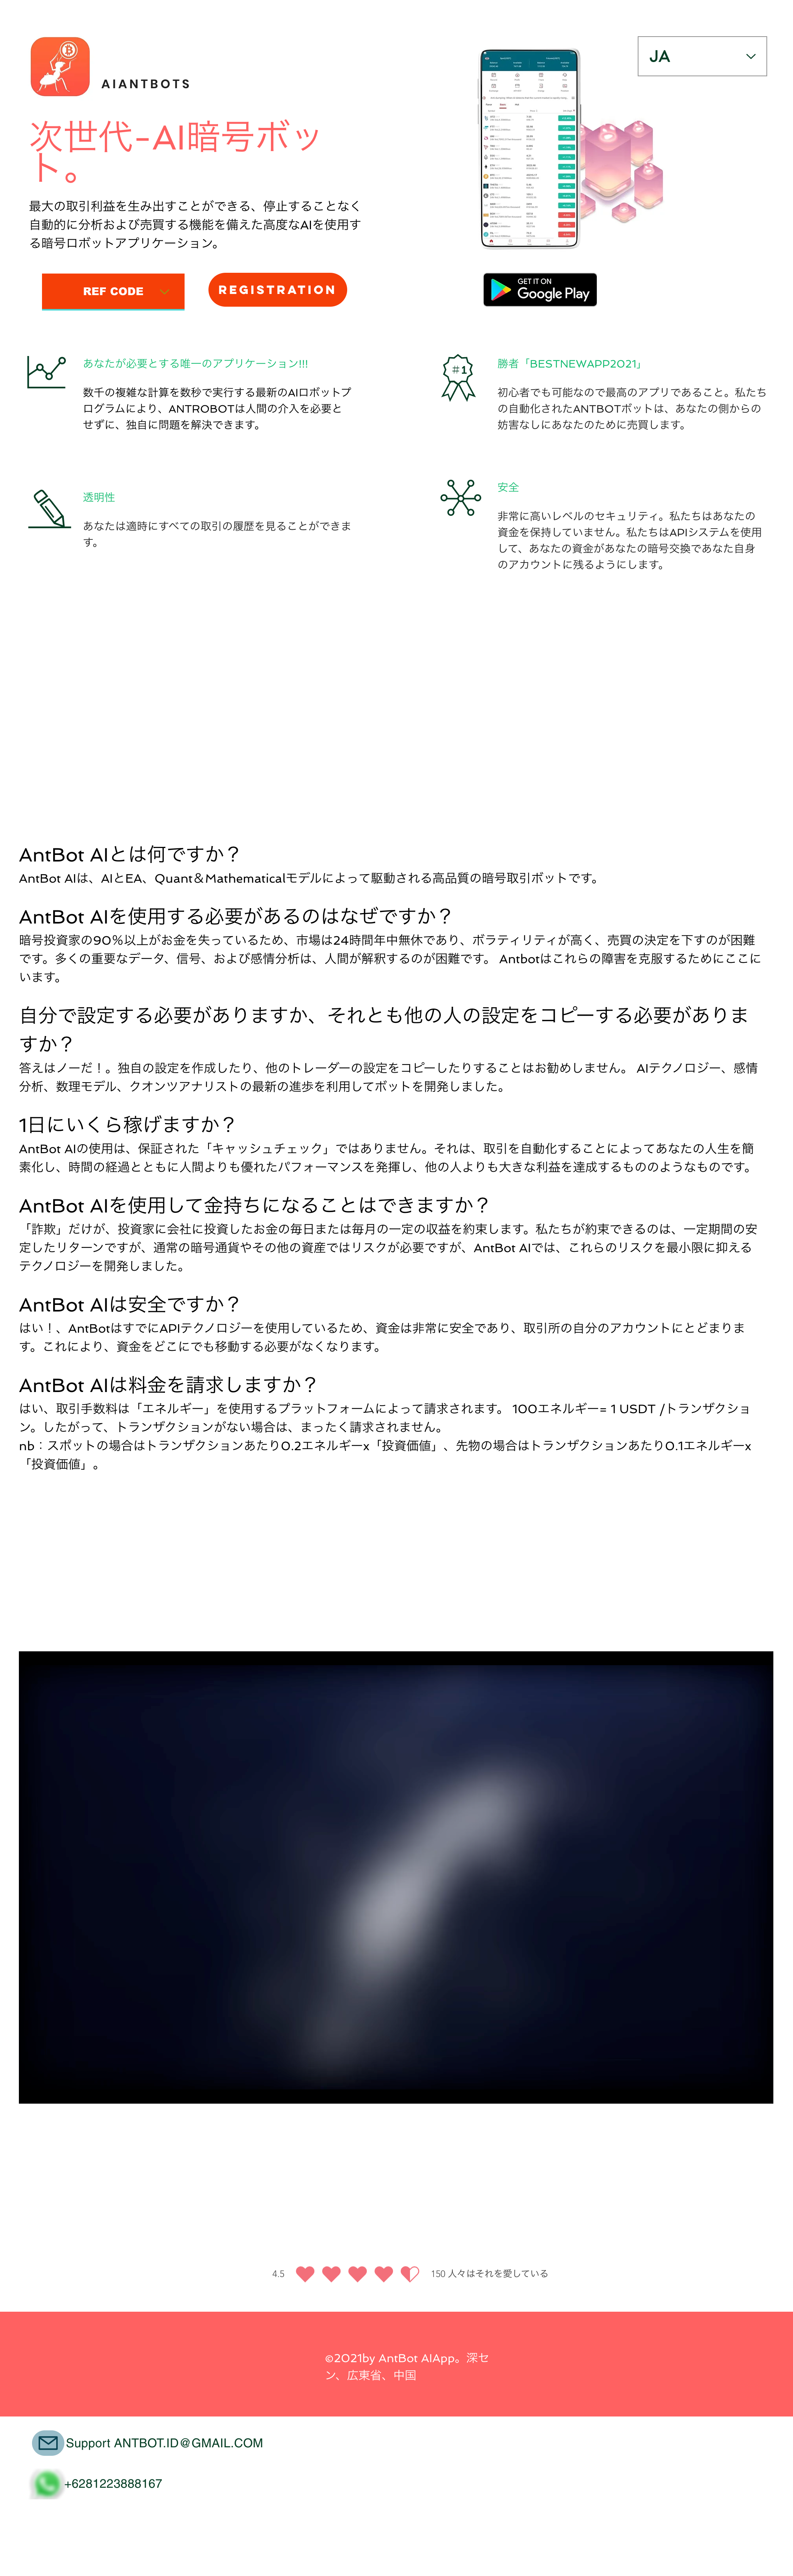 AIANTBOTS
JA
次世代-AI暗号ボッ
ト。
最大の取引利益を生み出すことができる、停止することなく
自動的に分析および売買する機能を備えた高度なAIを使用す
る暗号ロボットアプリケーション。
REF CODE
REGISTRATION
GET IT ON
Google Play
あなたが必要とする唯一のアプリケーション!!!
数千の複雑な計算を数秒で実行する最新のAIロボットプ
ログラムにより、ANTROBOTは人間の介入を必要と
せずに、独自に問題を解決できます。
#1
勝者「BESTNEWAPP2021」
初心者でも可能なので最高のアプリであること。私たち
の自動化されたANTBOTボットは、あなたの側からの
妨害なしにあなたのために売買します。
透明性
あなたは適時にすべての取引の履歴を見ることができま
す。
安全
非常に高いレベルのセキュリティ。私たちはあなたの
資金を保持していません。私たちはAPIシステムを使用
して、あなたの資金があなたの暗号交換であなた自身
のアカウントに残るようにします。
AntBot AIとは何ですか？
AntBot AIは、AIとEA、Quant＆Mathematicalモデルによって駆動される高品質の暗号取引ボットです。
AntBot AIを使用する必要があるのはなぜですか？
暗号投資家の90％以上がお金を失っているため、市場は24時間年中無休であり、ボラティリティが高く、売買の決定を下すのが困難
です。多くの重要なデータ、信号、および感情分析は、人間が解釈するのが困難です。 Antbotはこれらの障害を克服するためにここに
います。
自分で設定する必要がありますか、それとも他の人の設定をコピーする必要がありま
すか？
答えはノーだ！。独自の設定を作成したり、他のトレーダーの設定をコピーしたりすることはお勧めしません。 AIテクノロジー、感情
分析、数理モデル、クオンツアナリストの最新の進歩を利用してボットを開発しました。
1日にいくら稼げますか？
AntBot AIの使用は、保証された「キャッシュチェック」ではありません。それは、取引を自動化することによってあなたの人生を簡
素化し、時間の経過とともに人間よりも優れたパフォーマンスを発揮し、他の人よりも大きな利益を達成するもののようなものです。
AntBot AIを使用して金持ちになることはできますか？
「詐欺」だけが、投資家に会社に投資したお金の毎日または毎月の一定の収益を約束します。私たちが約束できるのは、一定期間の安
定したリターンですが、通常の暗号通貨やその他の資産ではリスクが必要ですが、AntBot AIでは、これらのリスクを最小限に抑える
テクノロジーを開発しました。
AntBot AIは安全ですか？
はい！、AntBotはすでにAPIテクノロジーを使用しているため、資金は非常に安全であり、取引所の自分のアカウントにとどまりま
す。これにより、資金をどこにでも移動する必要がなくなります。
AntBot AIは料金を請求しますか？
はい、取引手数料は「エネルギー」を使用するプラットフォームによって請求されます。 100エネルギー= 1 USDT /トランザクショ
ン。したがって、トランザクションがない場合は、まったく請求されません。
nb：スポットの場合はトランザクションあたり0.2エネルギーx「投資価値」、先物の場合はトランザクションあたり0.1エネルギーx
「投資価値」。
4.5
150 人々はそれを愛している
©2021by AntBot AIApp。深セ
ン、広東省、中国
Support ANTBOT.ID@GMAIL.COM
+6281223888167